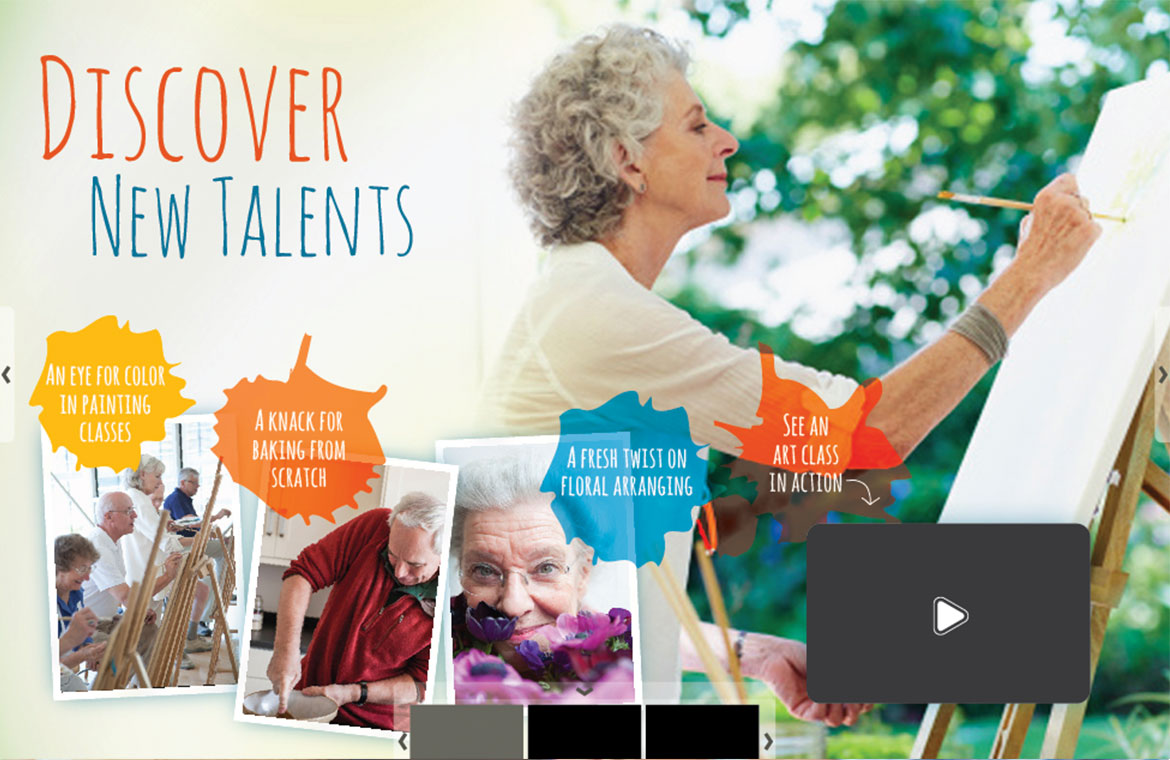 DISCOVER
NEW TALENTS
AN EYE FOR COLOR
IN PAINTING
CLASSES
A KNACK FOR
BAKING FROM
SCRATCH
A FRESH TWIST ON
FLORAL ARRANGING
SEE AN
ART CLASS
IN ACTION